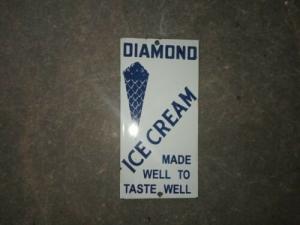 DIAMOND
ICE CREAM
MADE
WELL TO
TASTE WELL